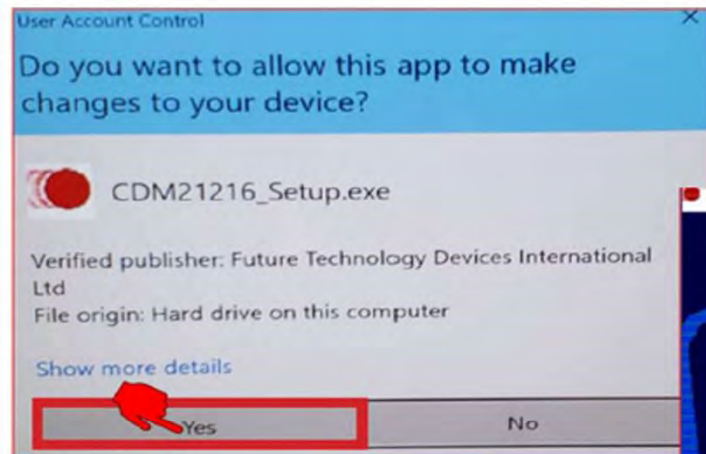 User Account Control
Do you want to allow this app to make
changes to your device?
CDM21216_Setup.exe
Verified publisher: Future Technology Devices International
Ltd
File origin: Hard drive on this computer
Show more details
Yes
No